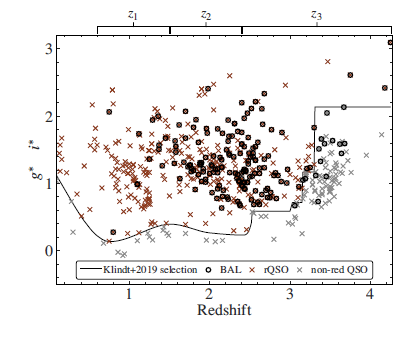 z₁ z₂ z₃
3
2
1
0
g* i*
Klindt+2019 selection BAL rQSO non-red QSO
1 2 3 4
Redshift